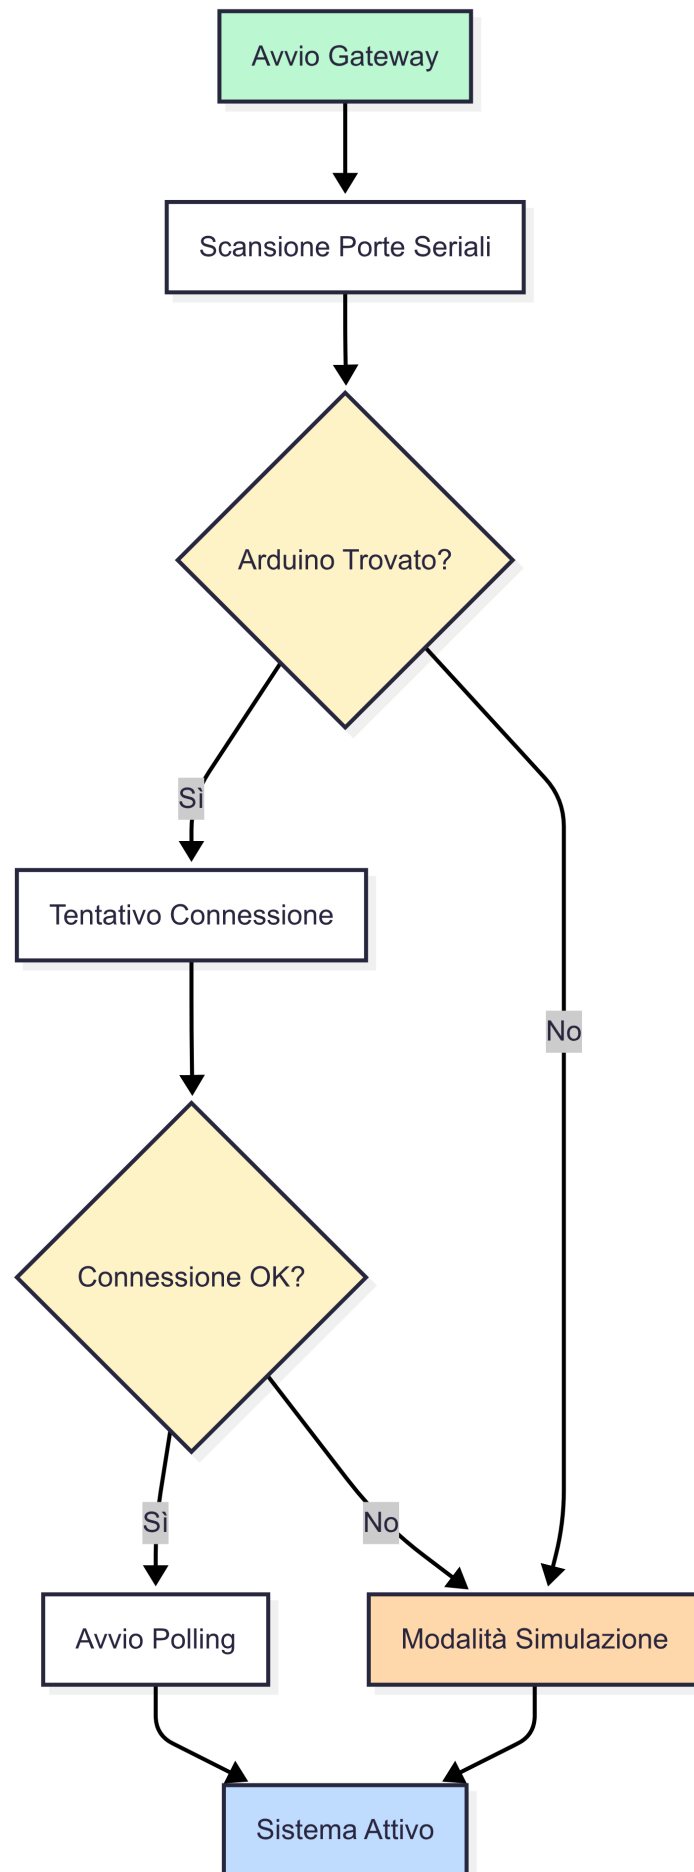 Avvio Gateway
Scansione Porte Seriali
Arduino Trovato?
Sì
Tentativo Connessione
No
Connessione OK?
Sì
No
Avvio Polling
Modalità Simulazione
Sistema Attivo